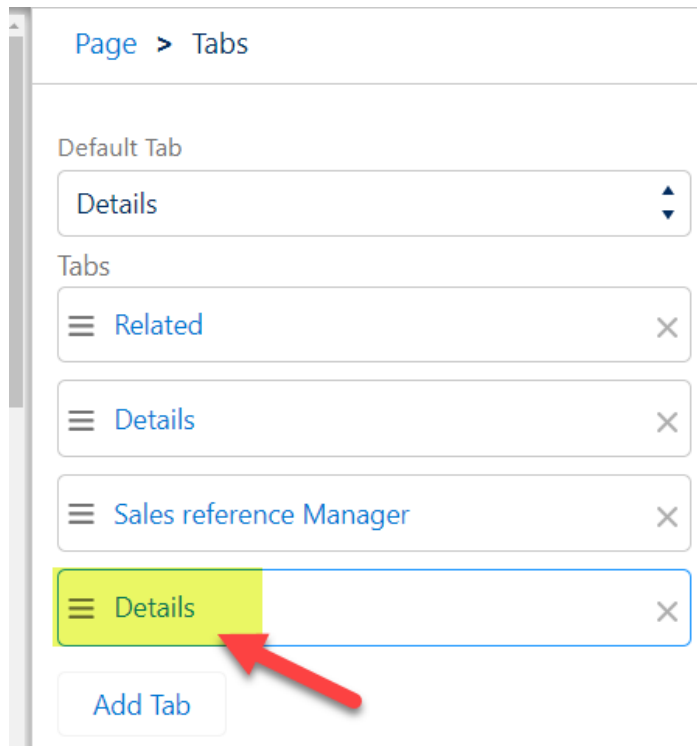 Page > Tabs
Default Tab
Details
Tabs
Related
Details
Sales reference Manager
Details
Add Tab